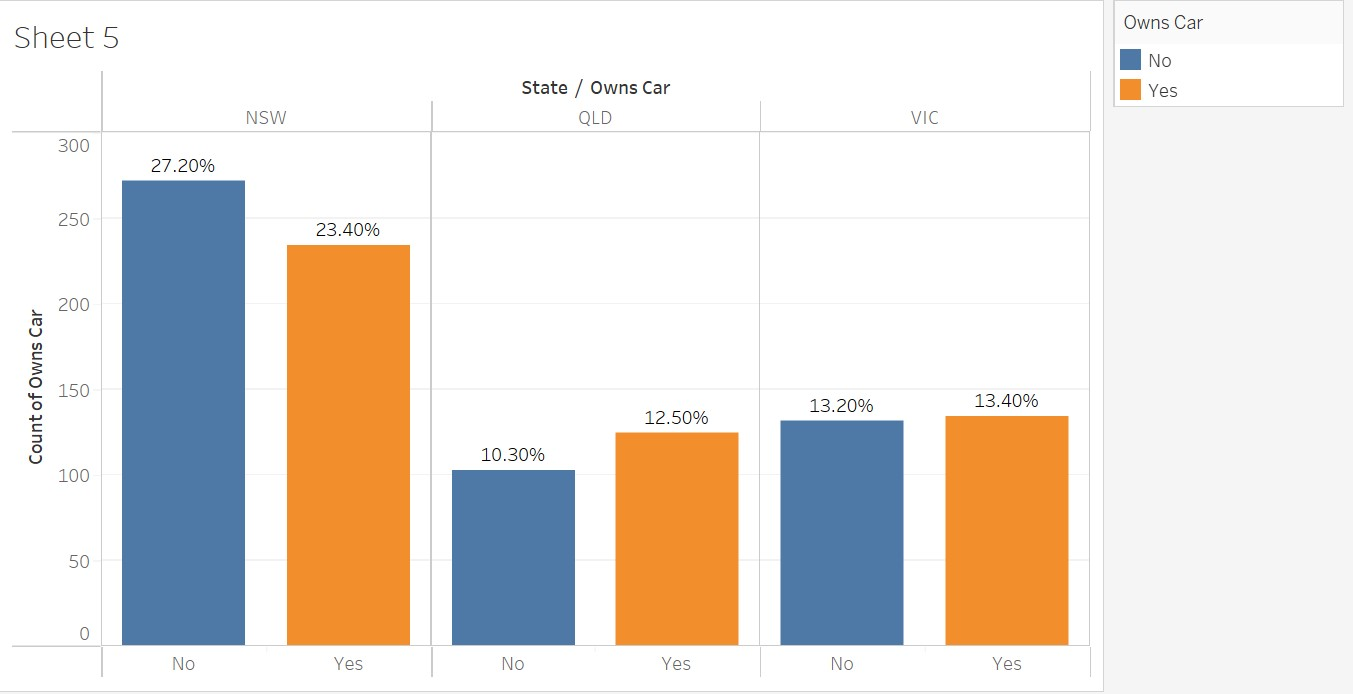 Sheet 5
State / Owns Car
NSW QLD VIC
300
250
200
150
100
50
0
Count of Owns Car
27.20%
23.40%
10.30%
12.50%
13.20%
13.40%
No Yes No Yes No Yes
Owns Car
No
Yes